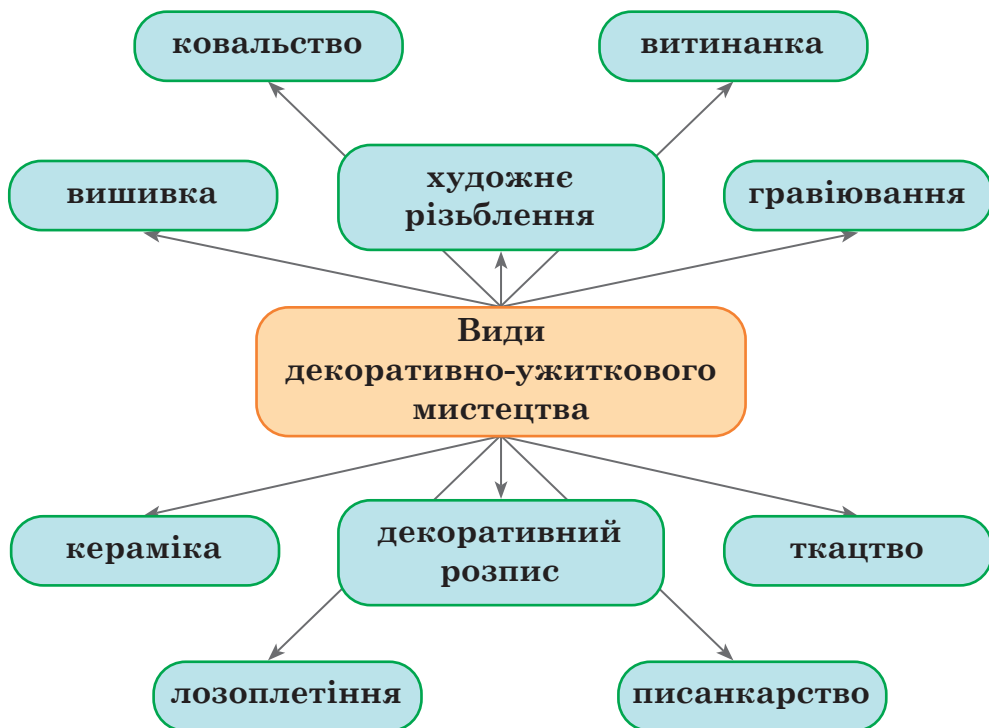 ковальство
витинанка
вишивка
художнє
різьблення
гравіювання
Види
декоративно-ужиткового
мистецтва
кераміка
декоративний
розпис
ткацтво
лозоплетіння
писанкарство